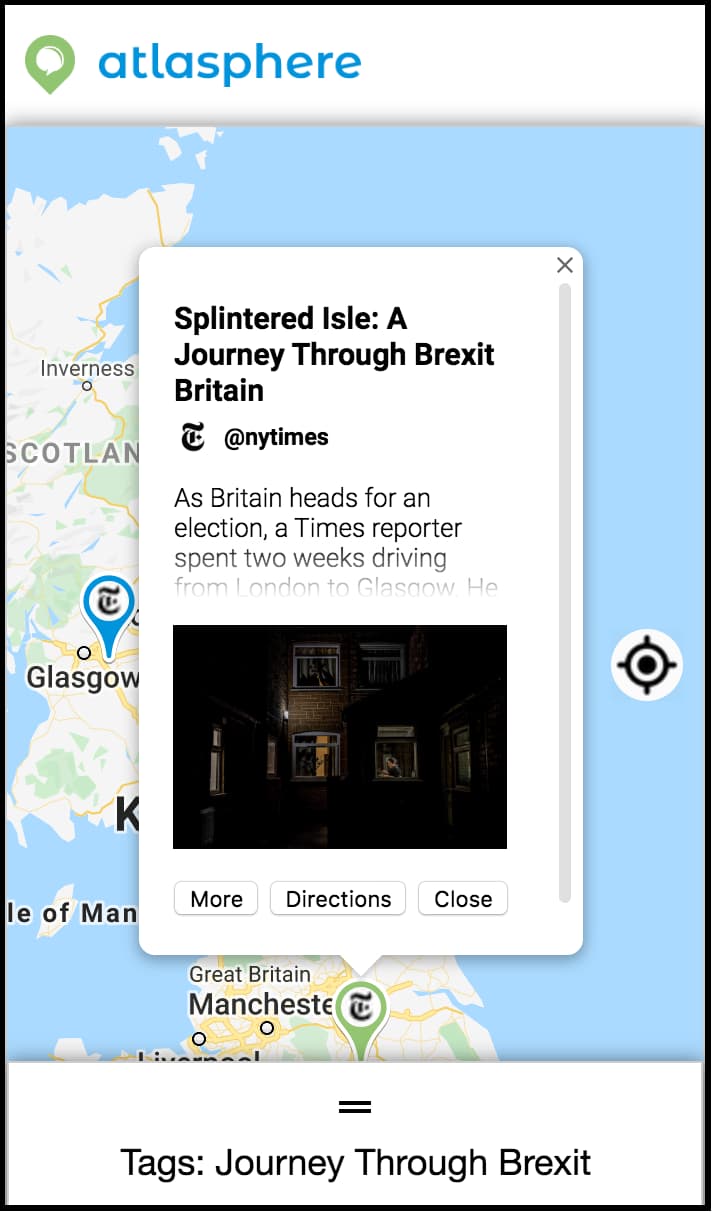 atlasphere
Splintered Isle: A
Journey Through Brexit
Britain
@nytimes
As Britain heads for an
election, a Times reporter
spent two weeks driving
from London to Glasgow. He
More
Directions
Close
Inverness
SCOTLAN
Glasgow
K
le of Man
Great Britain
Mancheste
Liverpool
Tags: Journey Through Brexit